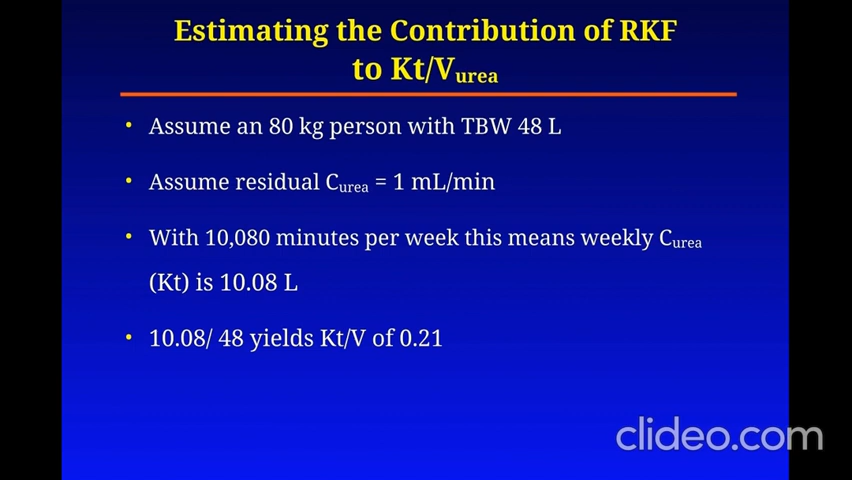 Estimating the Contribution of RKF
to Kt/Vurea
• Assume an 80 kg person with TBW 48 L
• Assume residual Curea = 1 mL/min
• With 10,080 minutes per week this means weekly Curea
(Kt) is 10.08 L
• 10.08/ 48 yields Kt/V of 0.21
clideo.com